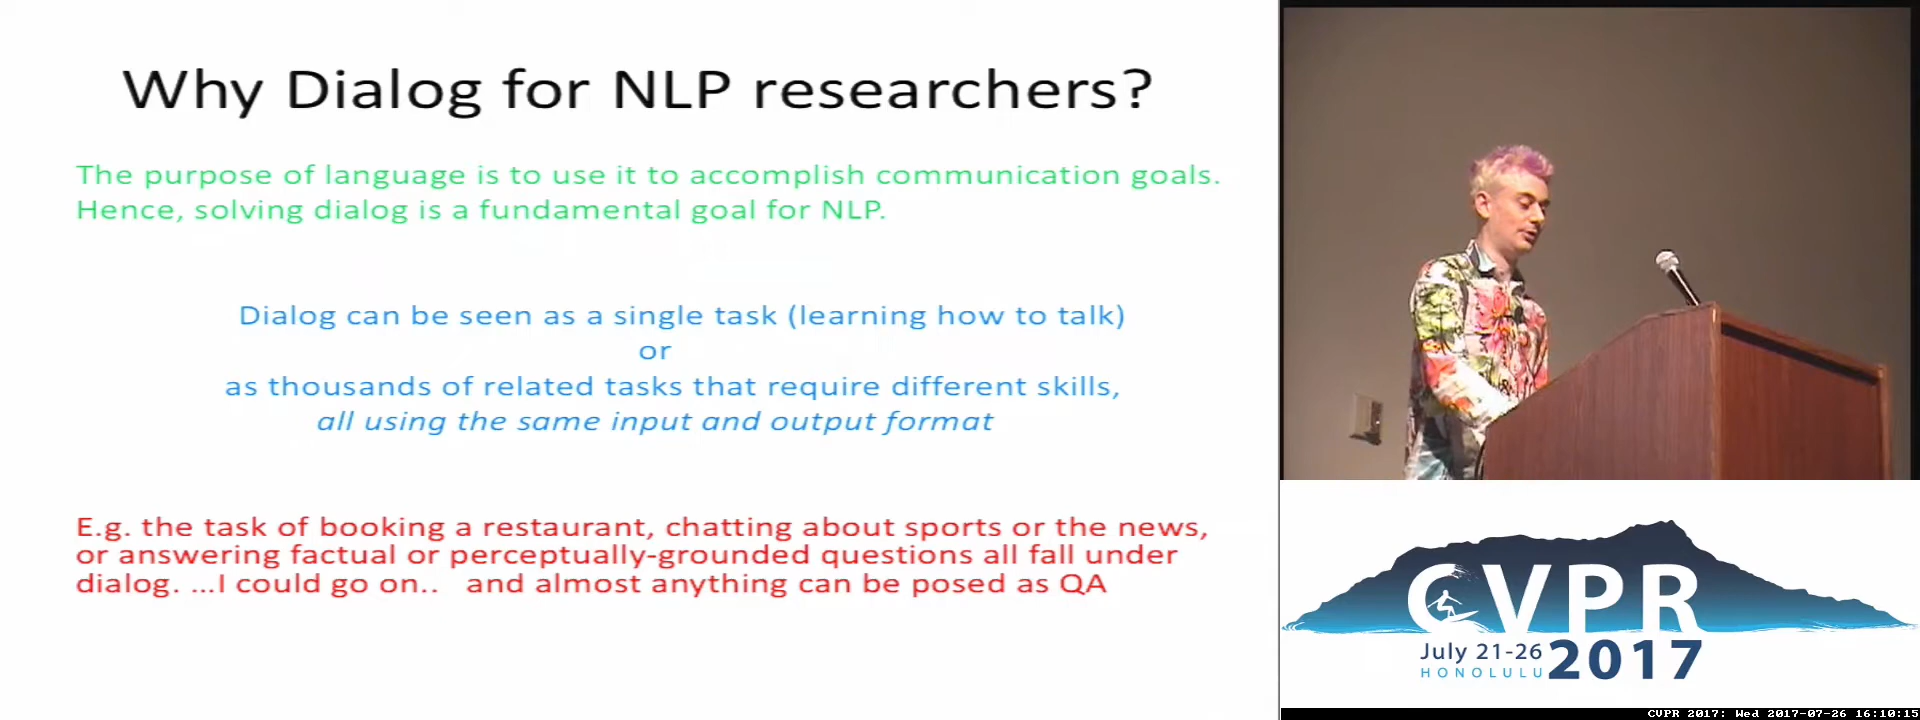 Why Dialog for NLP researchers?
The purpose of language is to use it to accomplish communication goals.
Hence, solving dialog is a fundamental goal for NLP.
Dialog can be seen as a single task (learning how to talk)
or
as thousands of related tasks that require different skills,
all using the same input and output format
E.g. the task of booking a restaurant, chatting about sports or the news,
or answering factual or perceptually-grounded questions all fall under
dialog. ...I could go on.. and almost anything can be posed as QA
CVPR
July 21-26
HONOLULU
2017
CVPR 2017: Wed 2017-07-26 16:10:15